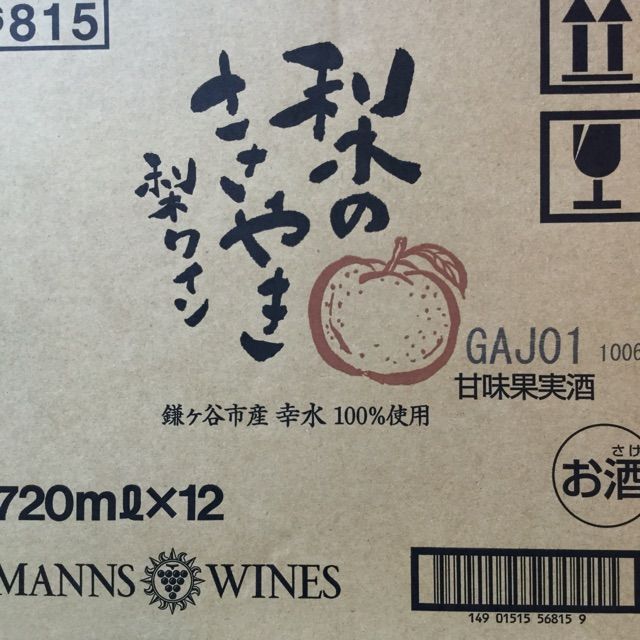 815
梨の
ささやき
梨ワイン
GAJ01 1006
甘味果実酒
鎌ヶ谷市産 幸水 100%使用
さけ
お酒
720mℓ×12
MANNS WINES
149 01515 56815 9